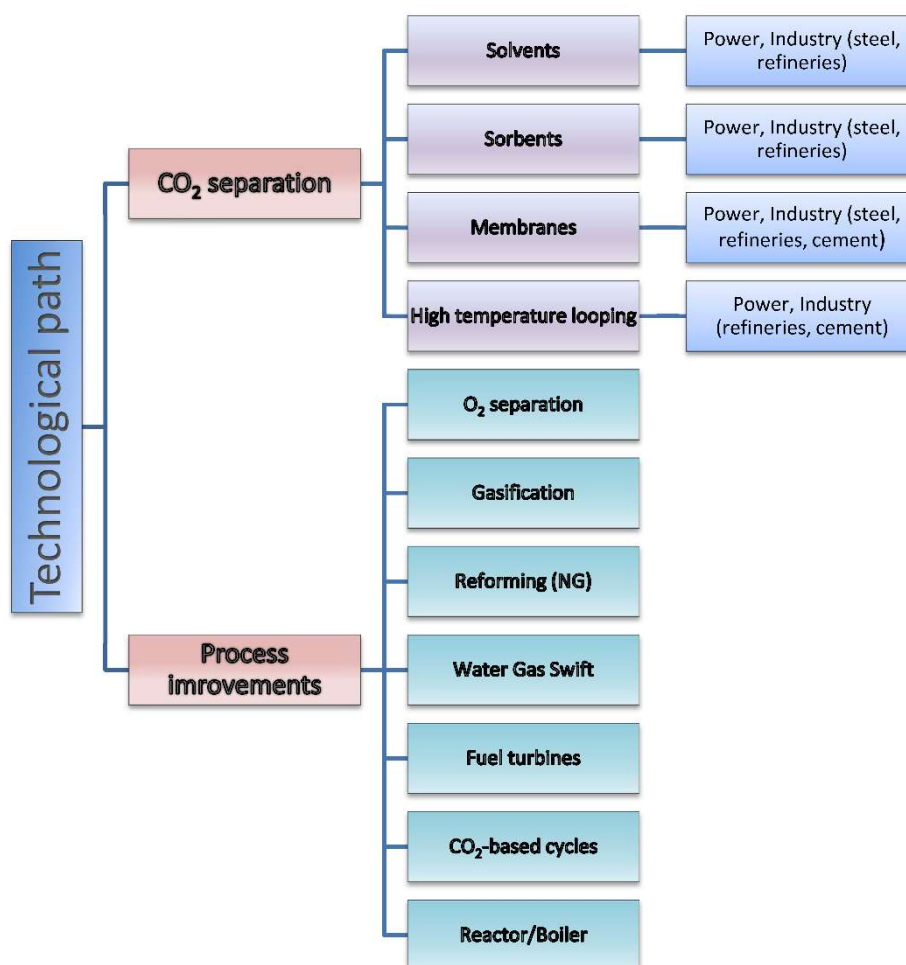 Technological path
CO₂ separation
Solvents
Power, Industry (steel,
refineries)
Sorbents
Power, Industry (steel,
refineries)
Membranes
Power, Industry (steel,
refineries, cement)
High temperature looping
Power, Industry
(refineries, cement)
Process
imrovements
O₂ separation
Gasification
Reforming (NG)
Water Gas Swift
Fuel turbines
CO₂-based cycles
Reactor/Boiler